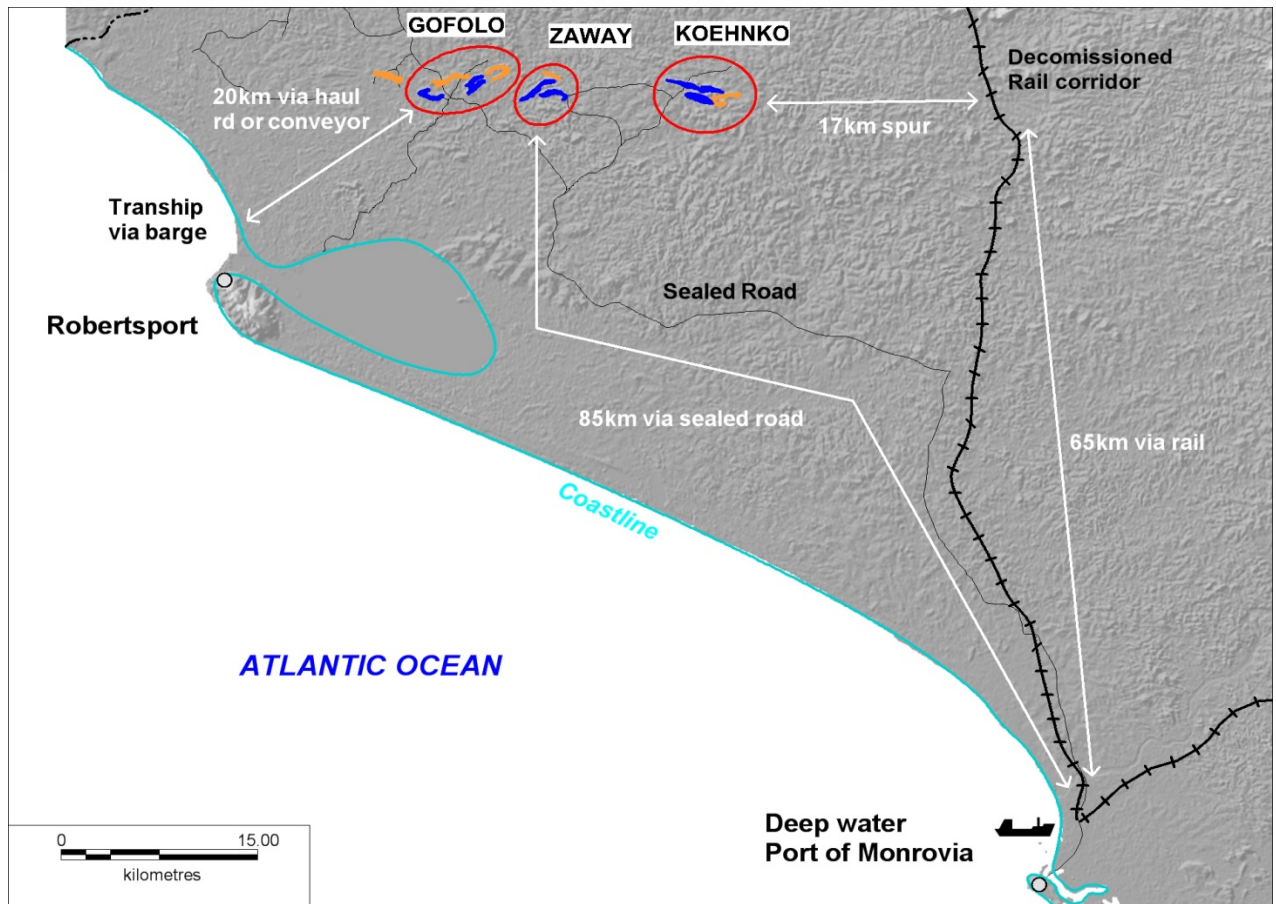 GOFOLO
ZAWAY
KOEHNKO
Decomissioned
Rail corridor
20km via haul
rd or conveyor
17km spur
Tranship
via barge
Robertsport
Sealed Road
85km via sealed road
65km via rail
Coastline
ATLANTIC OCEAN
Deep water
Port of Monrovia
0 15.00
kilometres